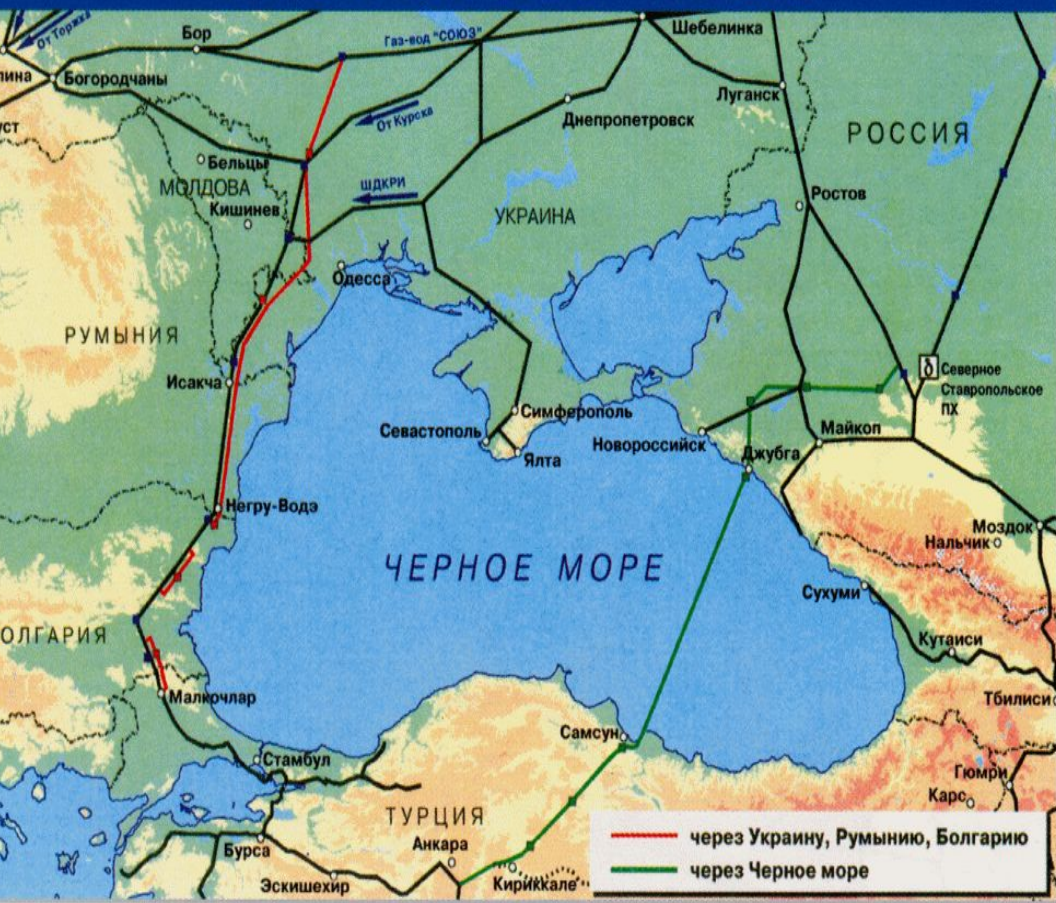 От Торжка
Бор
Газ-вод "СОЮЗ"
Шебелинка
лина
Богородчаны
Луганск
уст
От Курска
Днепропетровск
РОССИЯ
Бельцы
МОЛДОВА
ШДКРИ
Ростов
Кишинев
УКРАИНА
Одесса
РУМЫНИЯ
Исакча
δ
Северное
Ставропольское
ПХ
Симферополь
Севастополь
Новороссийск
Майкоп
Ялта
Джубга
Негру-Водэ
Моздок
Нальчик
ЧЕРНОЕ МОРЕ
Сухуми
ОЛГАРИЯ
Кутаиси
Малкочлар
Тбилиси
Самсун
Стамбул
Гюмри
Карс
ТУРЦИЯ
через Украину, Румынию, Болгарию
Бурса
Анкара
через Черное море
Эскишехир
Кириккале